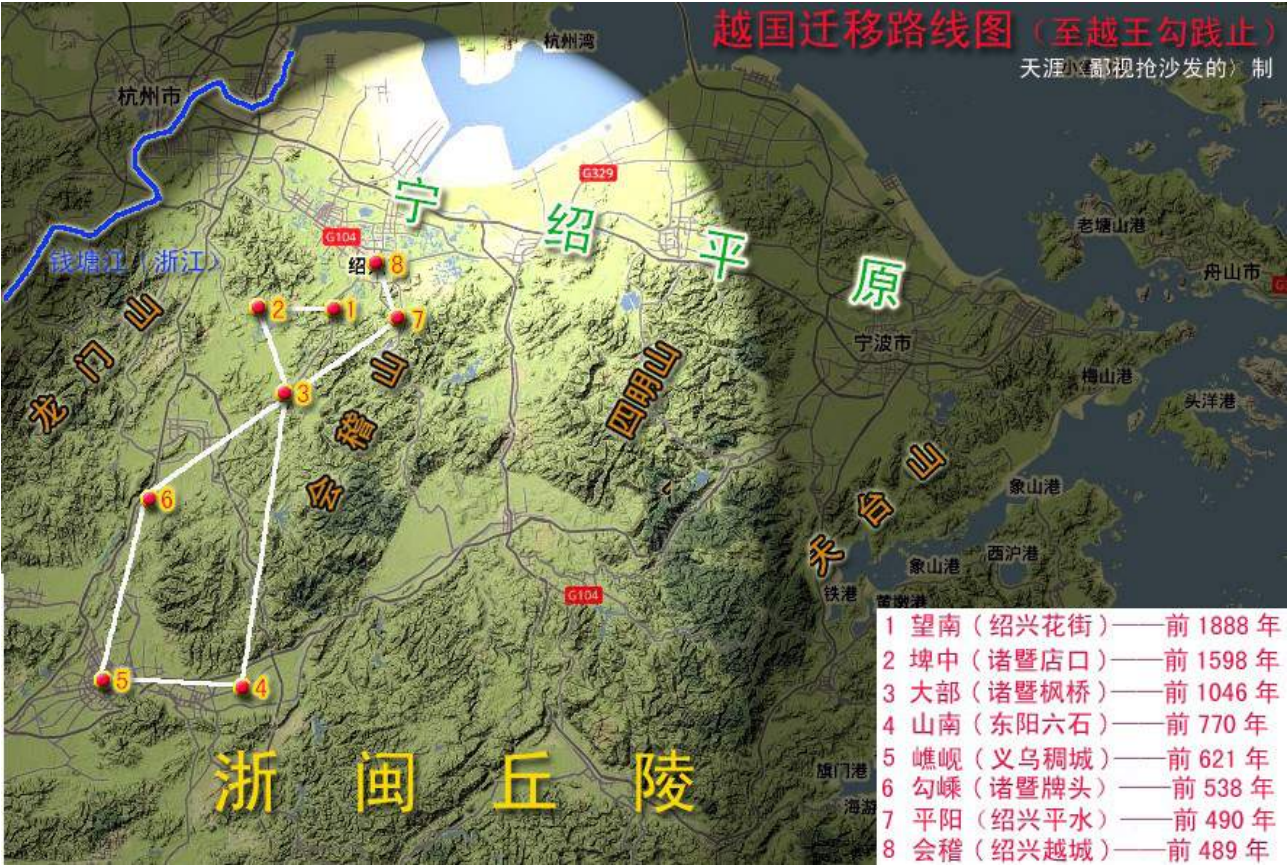 越国迁移路线图（至越王勾践止）
天涯〈鄙视抢沙发的〉制
杭州湾
杭州市
G329
宁绍平原
G104
钱塘江（浙江）
老塘山港
舟山市
绍
8
2
1
7
龙门山
宁波市
梅山港
头洋港
3
会稽山
四明山
天台山
象山港
6
西沪港
象山港
铁港
黄墩港
G104
5
4
浙闽丘陵
旗门港
海游
1 望南（绍兴花街）——前 1888 年
2 埤中（诸暨店口）——前 1598 年
3 大部（诸暨枫桥）——前 1046 年
4 山南（东阳六石）——前 770 年
5 嶕岘（义乌稠城）——前 621 年
6 勾嵊（诸暨牌头）——前 538 年
7 平阳（绍兴平水）——前 490 年
8 会稽（绍兴越城）——前 489 年